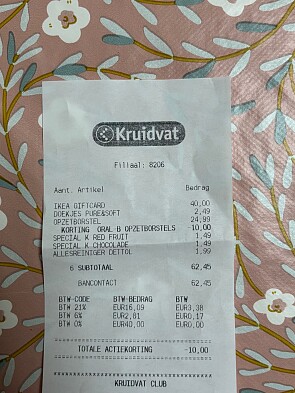 Kruidvat
Filiaal: 8206
Aant. Artikel Bedrag
IKEA GIFTCARD 40,00
DOEKJES PURE&SOFT 2,49
OPZETBORSTEL 24,99
KORTING ORAL-B OPZETBORSTELS -10,00
SPECIAL K RED FRUIT 1,49
SPECIAL K CHOCOLADE 1,49
ALLESREINIGER DETTOL 1,99
6 SUBTOTAAL 62,45
BANCONTACT 62,45
BTW-CODE BTW-BEDRAG BTW
BTW 21% EUR16,09 EUR3,38
BTW 6% EUR2,81 EUR0,17
BTW 0% EUR40,00 EUR0,00
==============================
TOTALE ACTIEKORTING -10,00
==============================
xxxxxxxxxxxxxxxxxxxxxxxxxxxxxx
KRUIDVAT CLUB